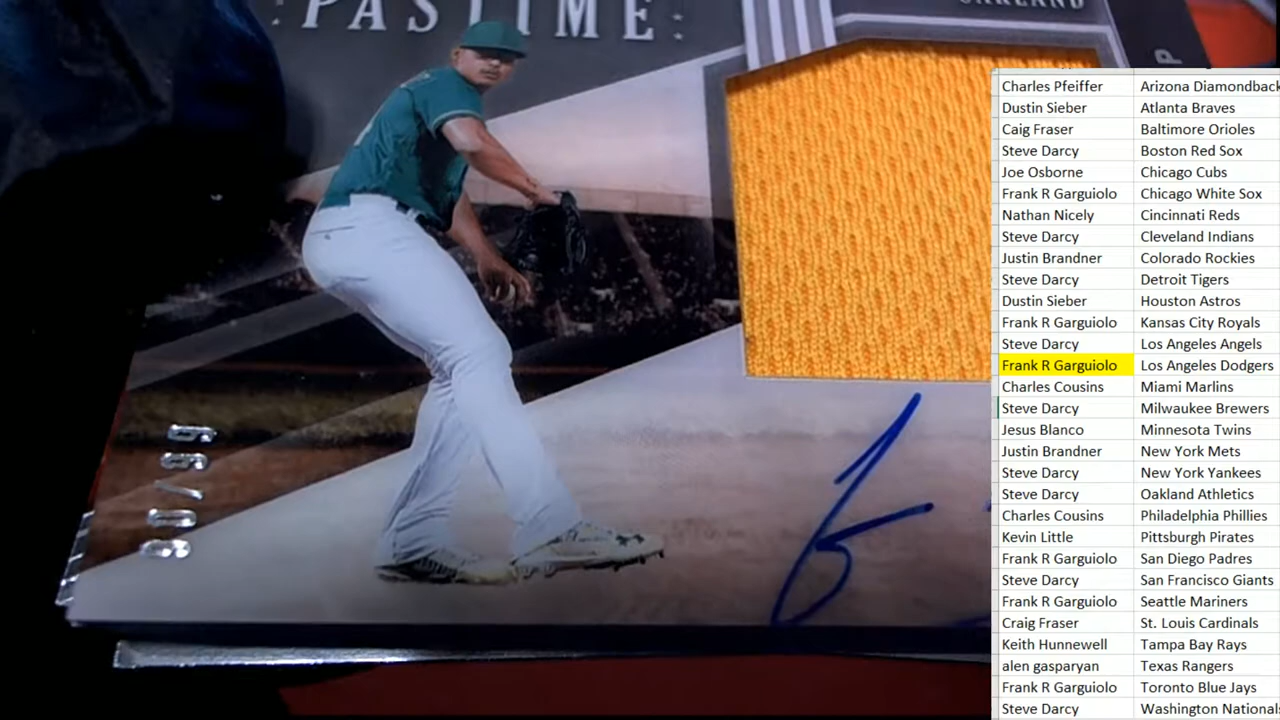 PASTIME
OAKLAND
P
Charles Pfeiffer Arizona Diamondback
Dustin Sieber Atlanta Braves
Caig Fraser Baltimore Orioles
Steve Darcy Boston Red Sox
Joe Osborne Chicago Cubs
Frank R Garguiolo Chicago White Sox
Nathan Nicely Cincinnati Reds
Steve Darcy Cleveland Indians
Justin Brandner Colorado Rockies
Steve Darcy Detroit Tigers
Dustin Sieber Houston Astros
Frank R Garguiolo Kansas City Royals
Steve Darcy Los Angeles Angels
Frank R Garguiolo Los Angeles Dodgers
Charles Cousins Miami Marlins
Steve Darcy Milwaukee Brewers
Jesus Blanco Minnesota Twins
Justin Brandner New York Mets
Steve Darcy New York Yankees
Steve Darcy Oakland Athletics
Charles Cousins Philadelphia Phillies
Kevin Little Pittsburgh Pirates
Frank R Garguiolo San Diego Padres
Steve Darcy San Francisco Giants
Frank R Garguiolo Seattle Mariners
Craig Fraser St. Louis Cardinals
Keith Hunnewell Tampa Bay Rays
alen gasparyan Texas Rangers
Frank R Garguiolo Toronto Blue Jays
Steve Darcy Washington National